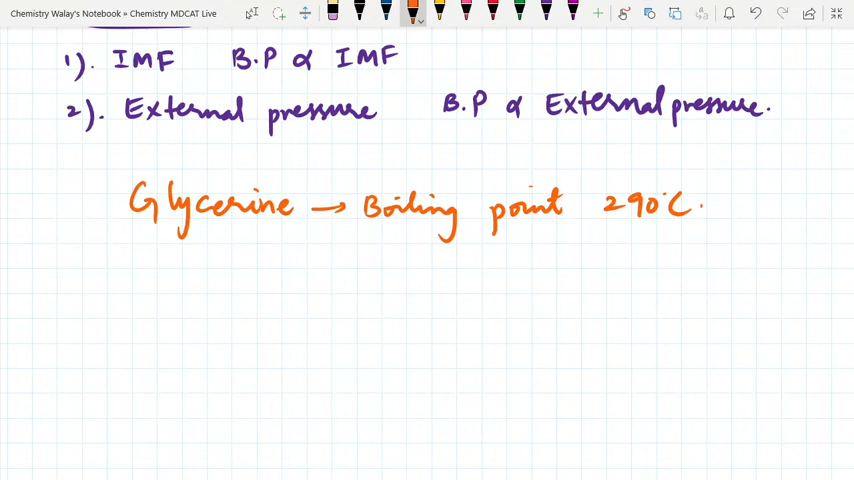 Chemistry Walay's Notebook » Chemistry MDCAT Live
1). IMF B.P ∝ IMF
2). External pressure B.P ∝ External pressure.
Glycerine → Boiling point 290°C.